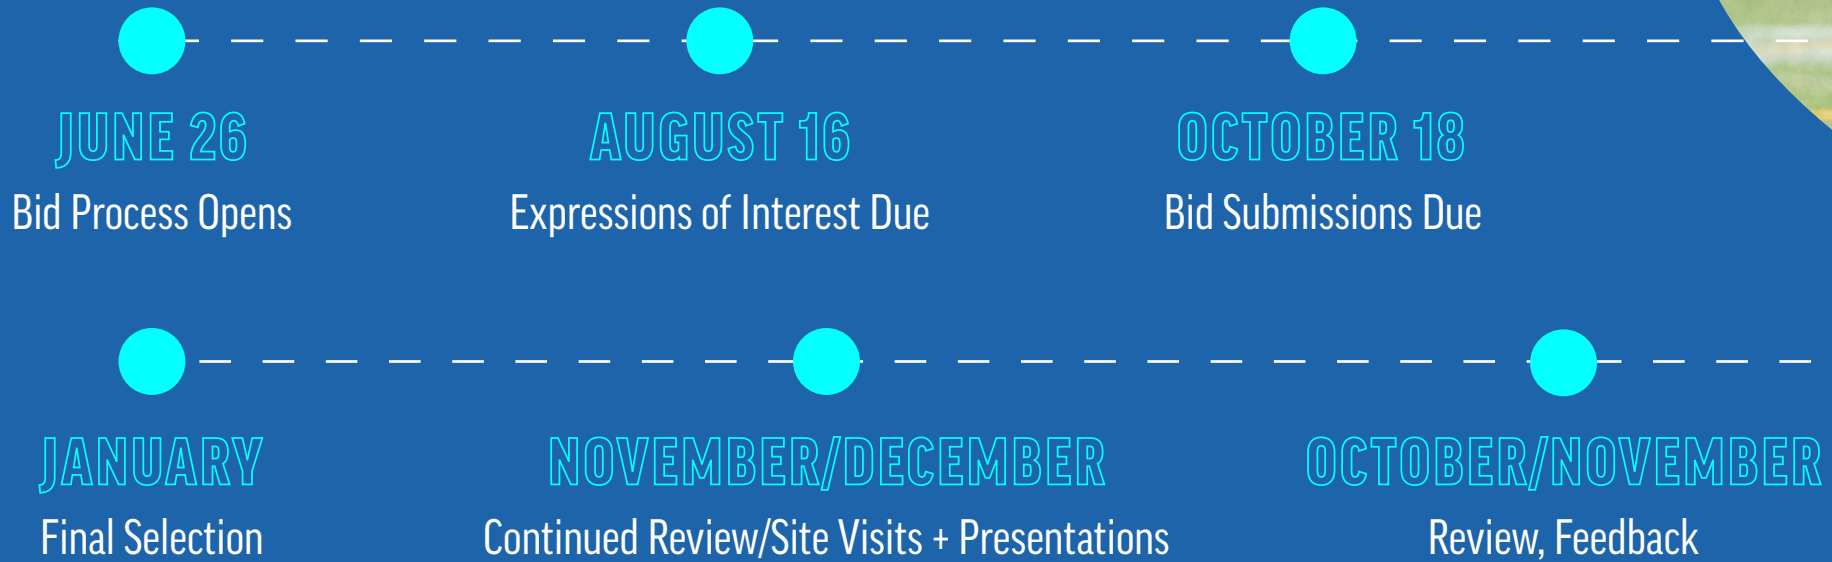 JUNE 26
Bid Process Opens
AUGUST 16
Expressions of Interest Due
OCTOBER 18
Bid Submissions Due
JANUARY
Final Selection
NOVEMBER/DECEMBER
Continued Review/Site Visits + Presentations
OCTOBER/NOVEMBER
Review, Feedback